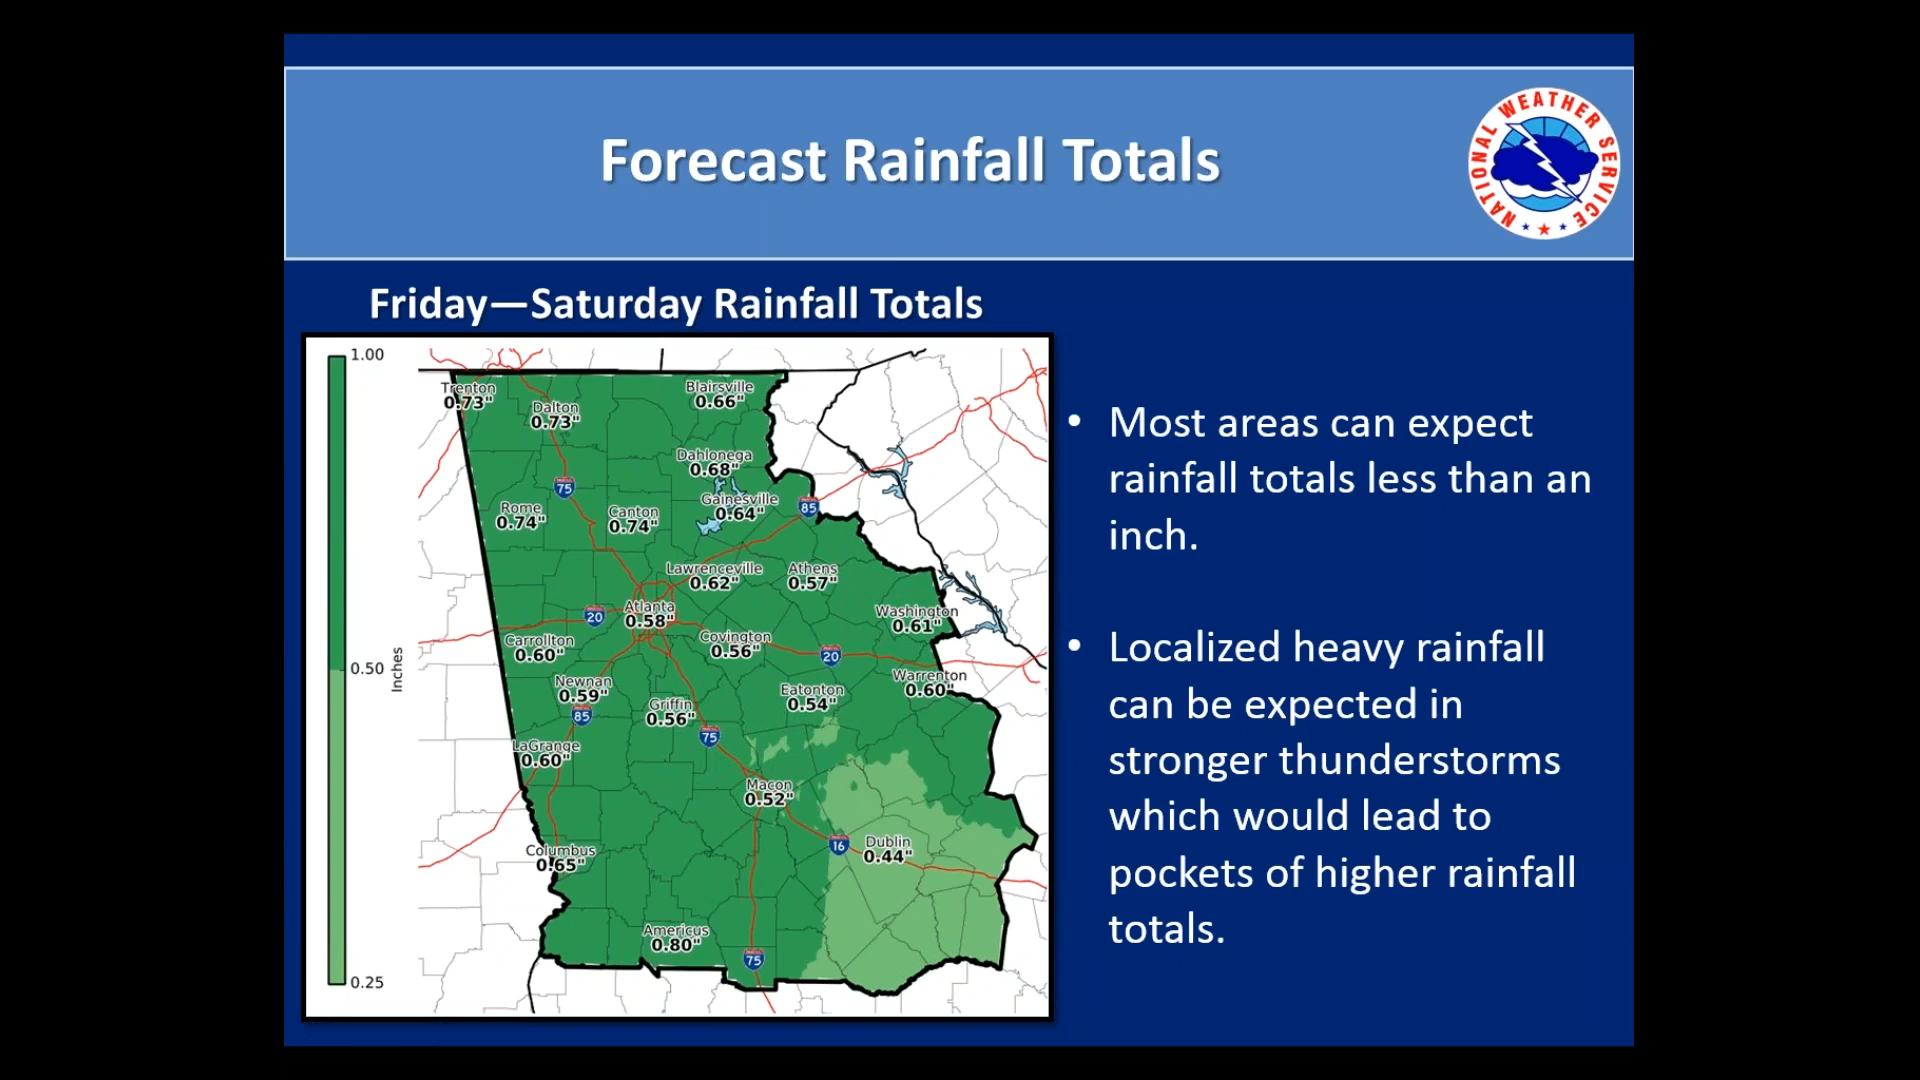 Forecast Rainfall Totals
NATIONAL WEATHER SERVICE
Friday—Saturday Rainfall Totals
1.00
0.50
0.25
Inches
Trenton
0.73"
Blairsville
0.66"
Dalton
0.73"
Dahlonega
0.68"
75
Gainesville
0.64"
85
Rome
0.74"
Canton
0.74"
Lawrenceville
0.62"
Athens
0.57"
20
Atlanta
0.58"
Washington
0.61"
Carrollton
0.60"
Covington
0.56"
20
Newnan
0.59"
Warrenton
0.60"
Eatonton
0.54"
85
Griffin
0.56"
75
LaGrange
0.60"
Macon
0.52"
16
Dublin
0.44"
Columbus
0.65"
Americus
0.80"
75
• Most areas can expect
rainfall totals less than an
inch.
• Localized heavy rainfall
can be expected in
stronger thunderstorms
which would lead to
pockets of higher rainfall
totals.